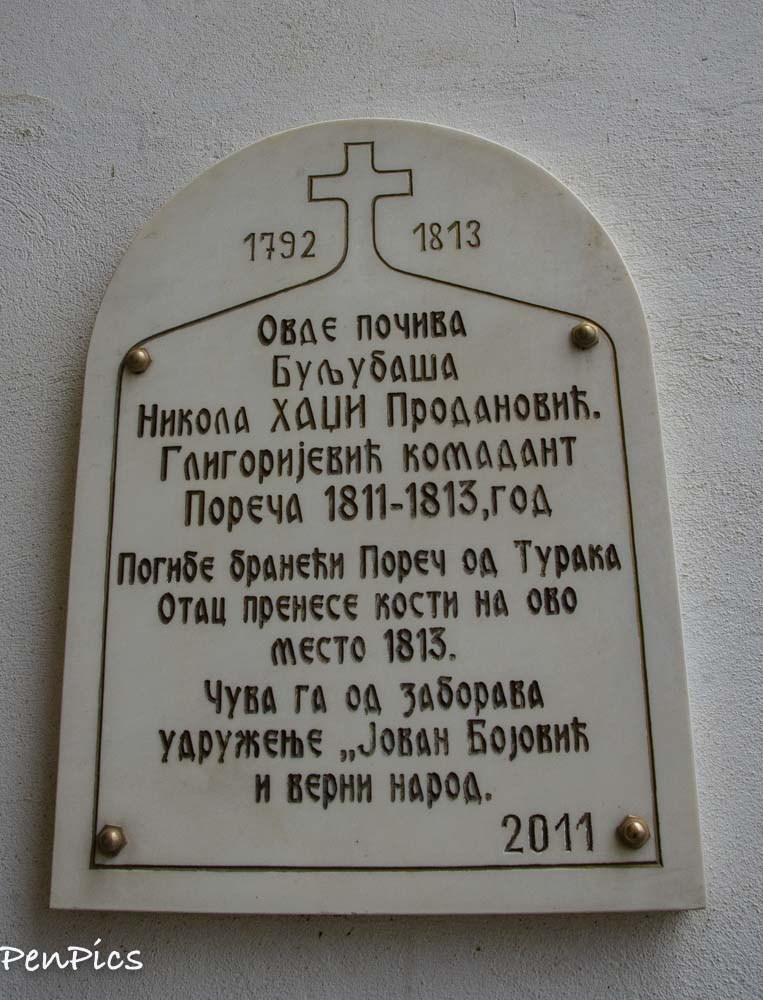 1792 1813
Овде почива
Буљубаша
Никола ХАЏИ Продановић.
Глигоријевић комадант
Пореча 1811-1813,год
Погибе бранећи Пореч од Турака
Отац пренесе кости на ово
место 1813.
Чува га од заборава
удружење „Јован Бојовић
и верни народ.
2011
PenPics